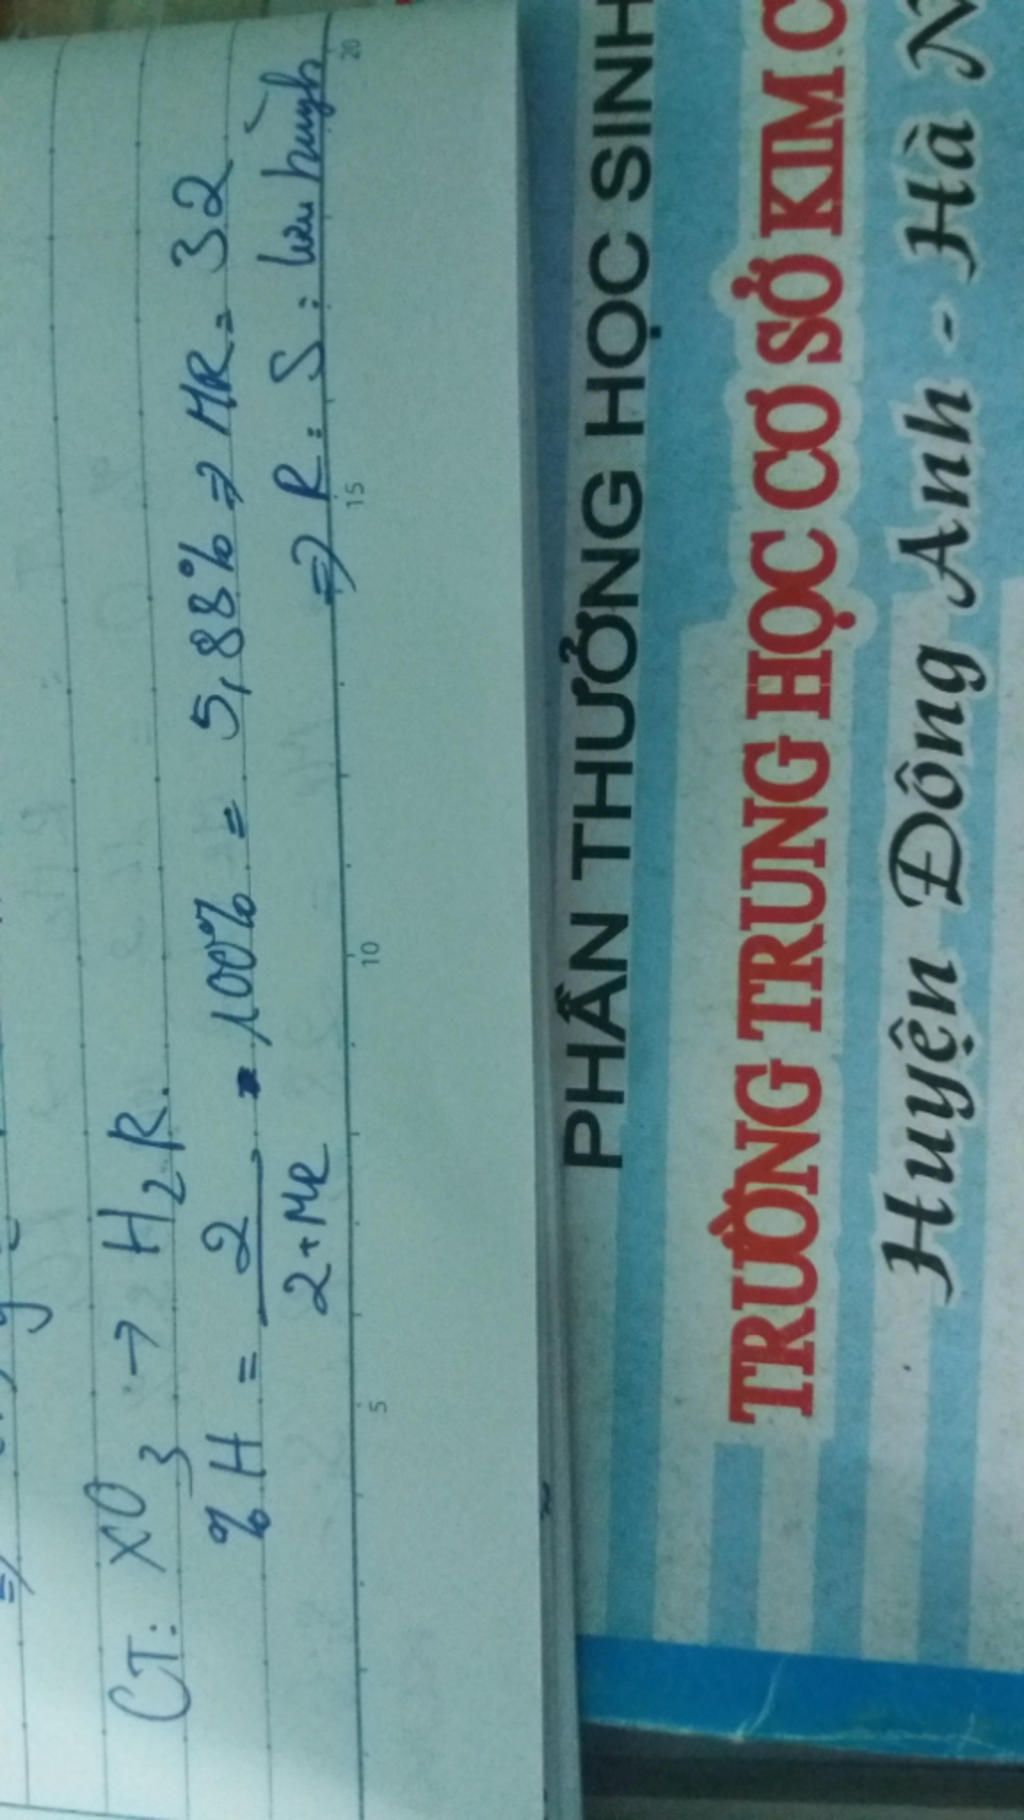 CT: XO3 → H2R.
%H = 2 / 2+MR . 100% = 5,88% => MR = 32
=> R: S: lưu huỳnh
5 10 15 20
PHẦN THƯỞNG HỌC SINH
TRƯỜNG TRUNG HỌC CƠ SỞ KIM C
Huyện Đông Anh - Hà N